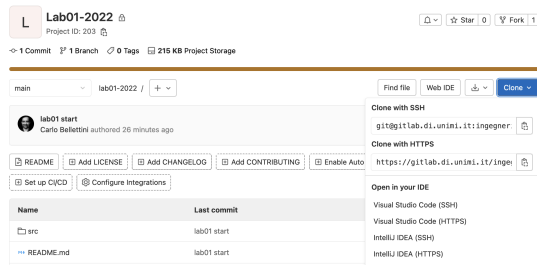 L
Lab01-2022
Project ID: 203
Star 0
Fork 1
1 Commit 1 Branch 0 Tags 215 KB Project Storage
main
lab01-2022 / +
Find file
Web IDE
Clone
lab01 start
Carlo Bellettini authored 26 minutes ago
README
Add LICENSE
Add CHANGELOG
Add CONTRIBUTING
Enable Auto
Set up CI/CD
Configure Integrations
Name Last commit
src lab01 start
README.md lab01 start
Clone with SSH
git@gitlab.di.unimi.it:ingegner
Clone with HTTPS
https://gitlab.di.unimi.it/inge
Open in your IDE
Visual Studio Code (SSH)
Visual Studio Code (HTTPS)
IntelliJ IDEA (SSH)
IntelliJ IDEA (HTTPS)